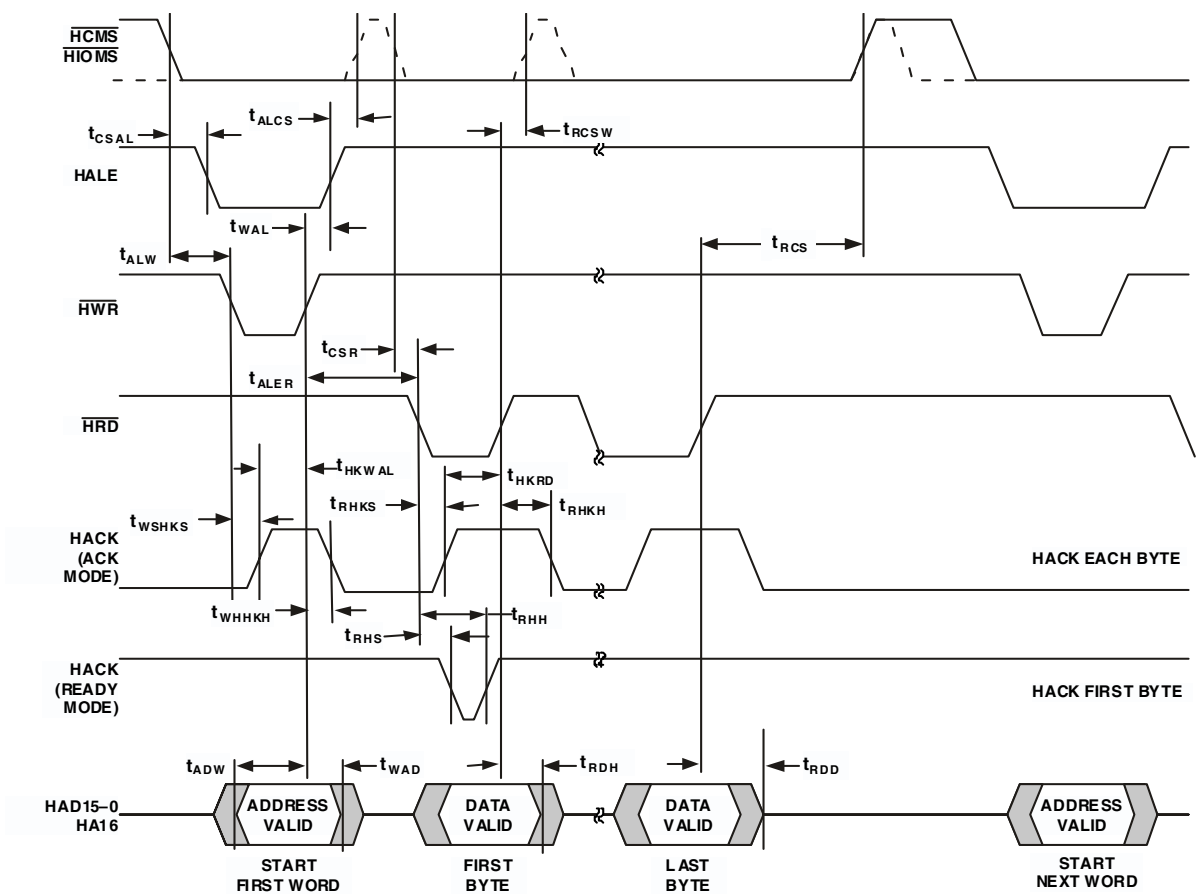 HCMS
HIOMS
tALCS
tCSAL
tRCSW
HALE
tWAL
tRCS
tALW
HWR
tCSR
tALER
HRD
tHKWAL
tHKRD
tRHKS
tRHKH
tWSHKS
HACK
(ACK
MODE)
HACK EACH BYTE
tWHHKH
tRHH
tRHS
HACK
(READY
MODE)
HACK FIRST BYTE
tADW
tWAD
tRDH
tRDD
HAD15–0
HA16
ADDRESS
VALID
DATA
VALID
DATA
VALID
ADDRESS
VALID
START
FIRST WORD
FIRST
BYTE
LAST
BYTE
START
NEXT WORD